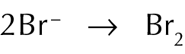 2Br⁻ → Br₂